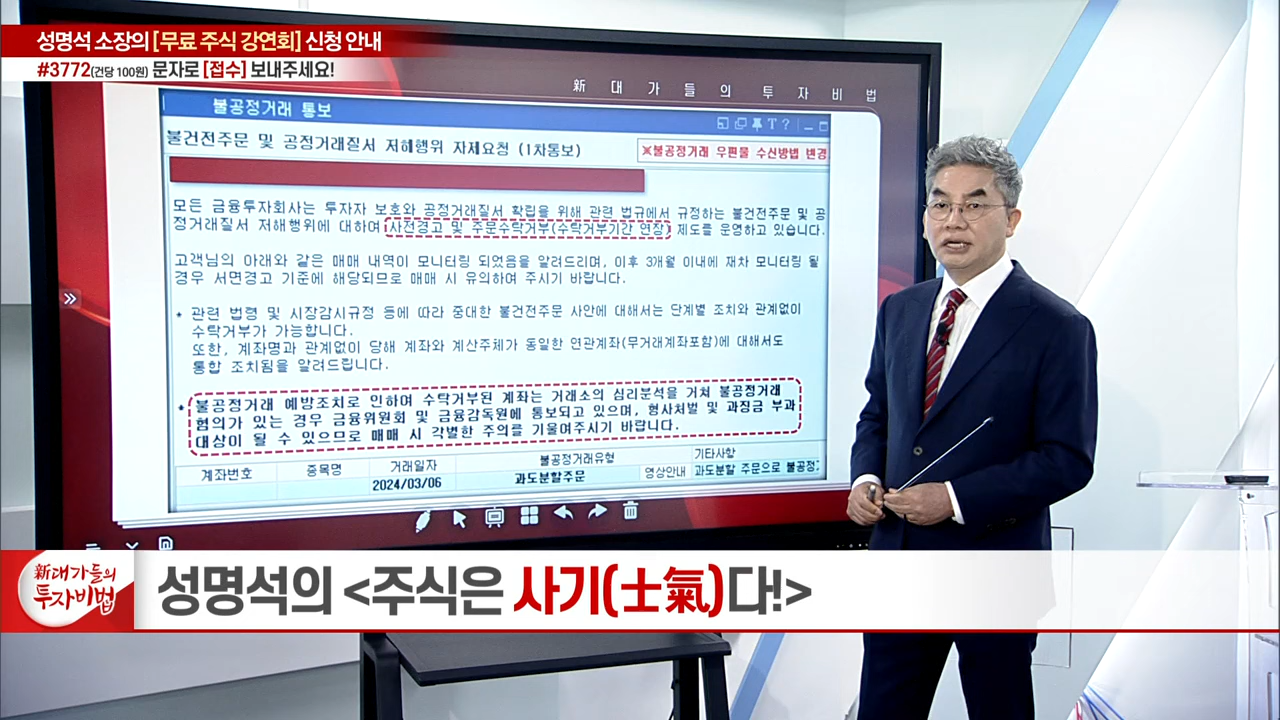 성명석 소장의 [무료 주식 강연회] 신청 안내
#3772(건당 100원) 문자로 [접수] 보내주세요!
新 대가들의 투자비법
불공정거래 통보
불건전주문 및 공정거래질서 저해행위 자제요청 (1차통보)
※불공정거래 우편물 수신방법 변경
모든 금융투자회사는 투자자 보호와 공정거래질서 확립을 위해 관련 법규에서 규정하는 불건전주문 및 공
정거래질서 저해행위에 대하여 사전경고 및 주문수탁거부(수탁거부기간 연장) 제도를 운영하고 있습니다.
고객님의 아래와 같은 매매 내역이 모니터링 되었음을 알려드리며, 이후 3개월 이내에 재차 모니터링 될
경우 서면경고 기준에 해당되므로 매매 시 유의하여 주시기 바랍니다.
* 관련 법령 및 시장감시규정 등에 따라 중대한 불건전주문 사안에 대해서는 단계별 조치와 관계없이
수탁거부가 가능합니다.
또한, 계좌명과 관계없이 당해 계좌와 계산주체가 동일한 연관계좌(무거래계좌포함)에 대해서도
통합 조치됨을 알려드립니다.
* 불공정거래 예방조치로 인하여 수탁거부된 계좌는 거래소의 심리분석을 거쳐 불공정거래
혐의가 있는 경우 금융위원회 및 금융감독원에 통보되고 있으며, 형사처벌 및 과징금 부과
대상이 될 수 있으므로 매매 시 각별한 주의를 기울여주시기 바랍니다.
계좌번호 종목명 거래일자 불공정거래유형 기타사항
2024/03/06 과도분할주문 영상안내 과도분할 주문으로 불공정
新대가들의
투자비법
성명석의 <주식은 사기(士氣)다!>